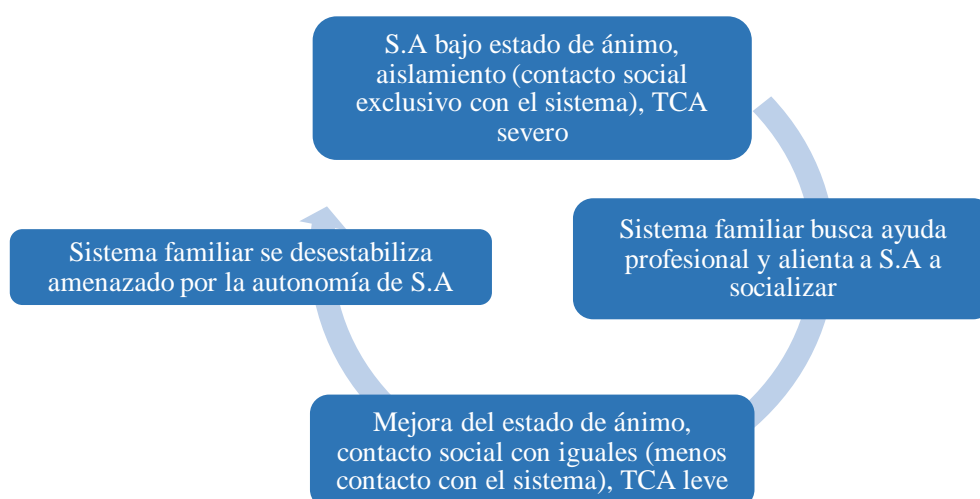 S.A bajo estado de ánimo,
aislamiento (contacto social
exclusivo con el sistema), TCA
severo
Sistema familiar busca ayuda
profesional y alienta a S.A a
socializar
Mejora del estado de ánimo,
contacto social con iguales (menos
contacto con el sistema), TCA leve
Sistema familiar se desestabiliza
amenazado por la autonomía de S.A